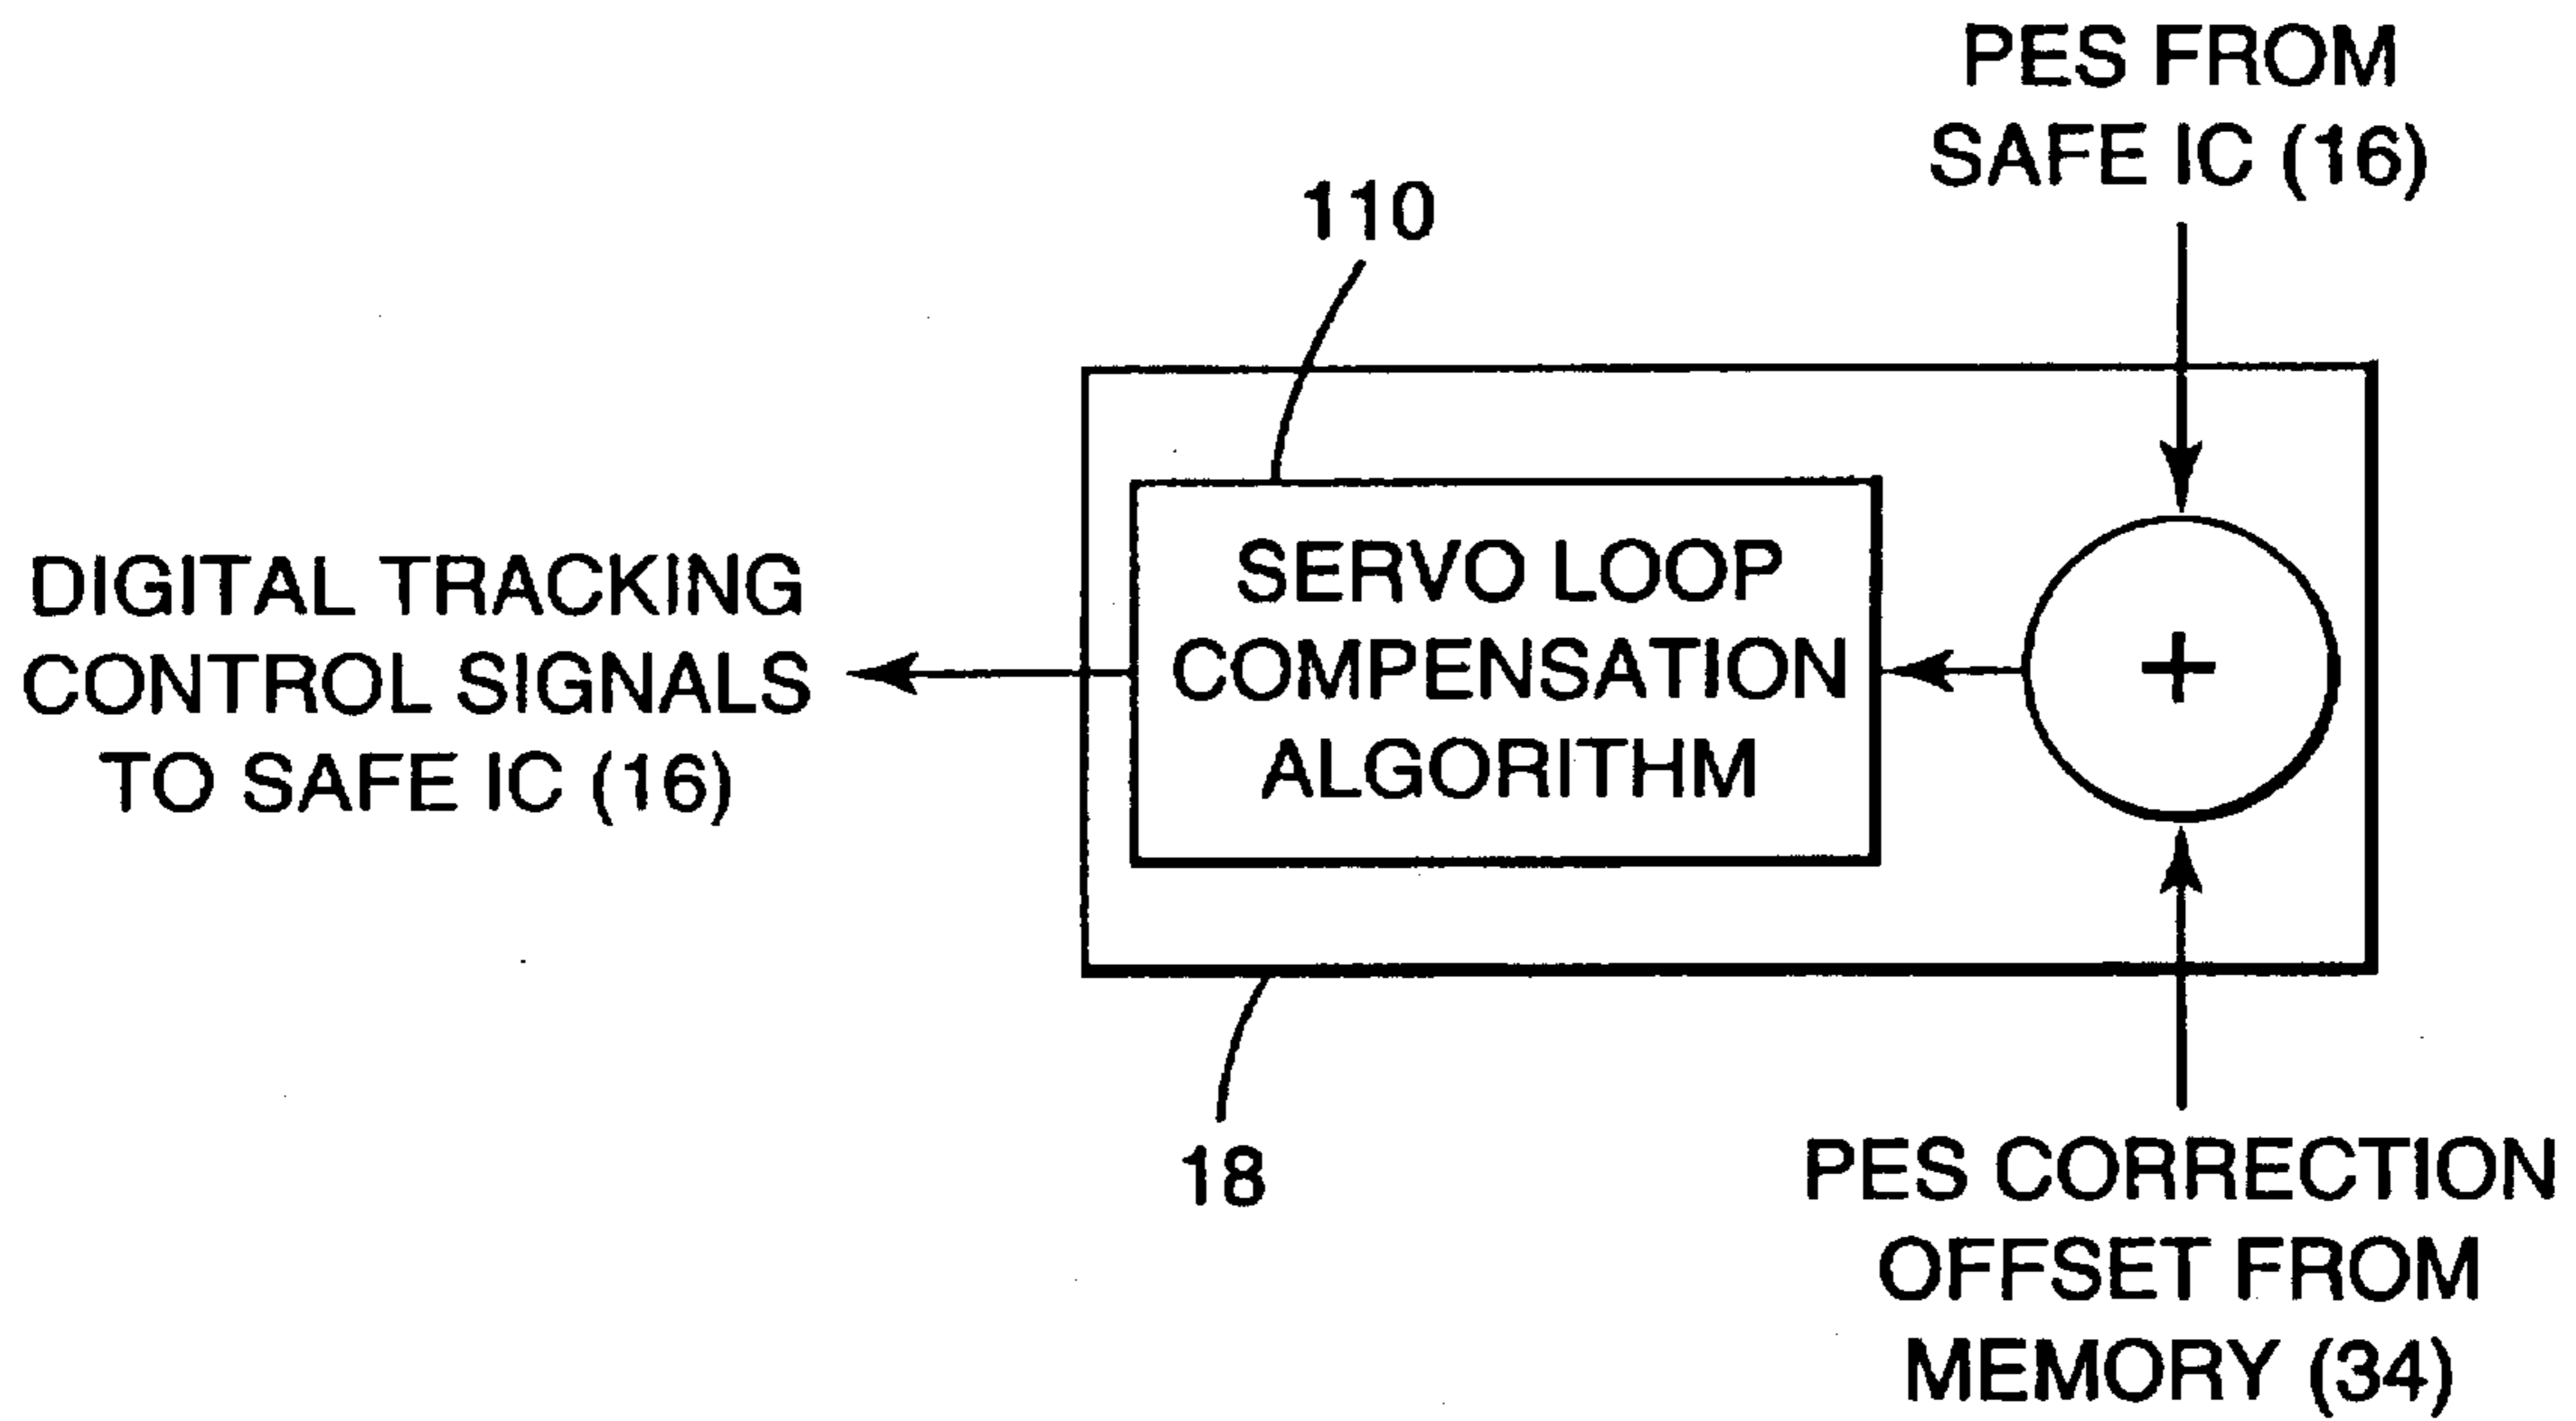 PES FROM
SAFE IC (16)
110
DIGITAL TRACKING
CONTROL SIGNALS
TO SAFE IC (16)
SERVO LOOP
COMPENSATION
ALGORITHM
+
18
PES CORRECTION
OFFSET FROM
MEMORY (34)